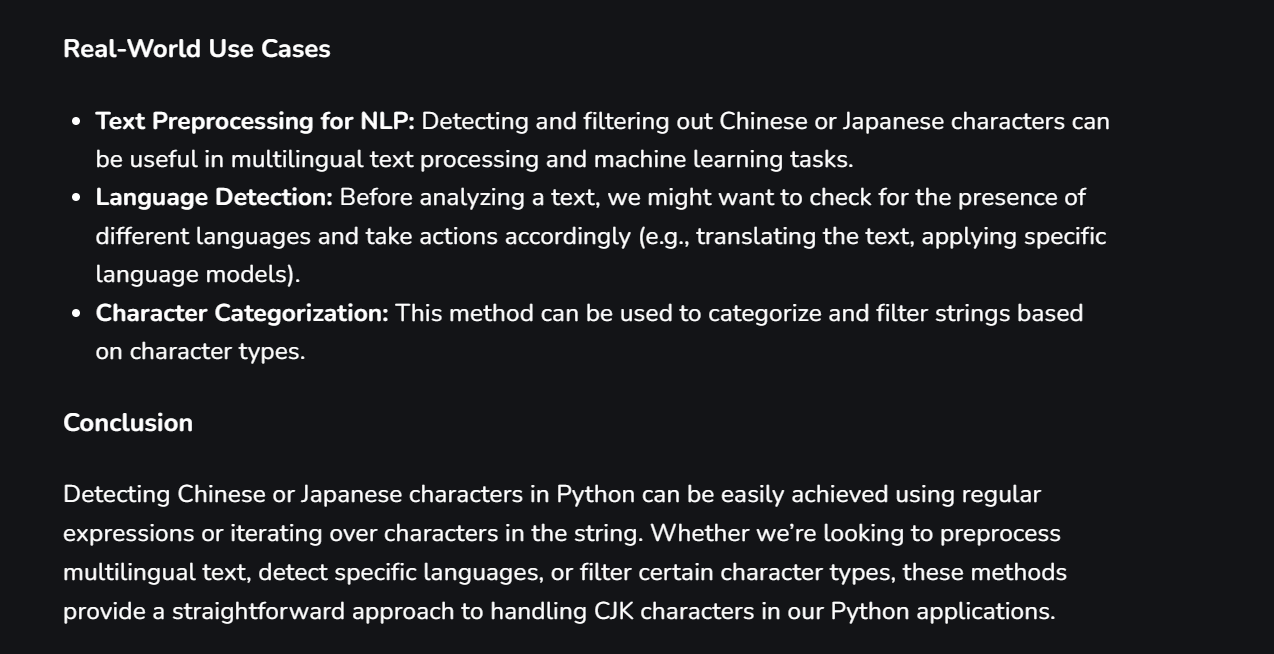 Real-World Use Cases
• Text Preprocessing for NLP: Detecting and filtering out Chinese or Japanese characters can
be useful in multilingual text processing and machine learning tasks.
• Language Detection: Before analyzing a text, we might want to check for the presence of
different languages and take actions accordingly (e.g., translating the text, applying specific
language models).
• Character Categorization: This method can be used to categorize and filter strings based
on character types.
Conclusion
Detecting Chinese or Japanese characters in Python can be easily achieved using regular
expressions or iterating over characters in the string. Whether we’re looking to preprocess
multilingual text, detect specific languages, or filter certain character types, these methods
provide a straightforward approach to handling CJK characters in our Python applications.